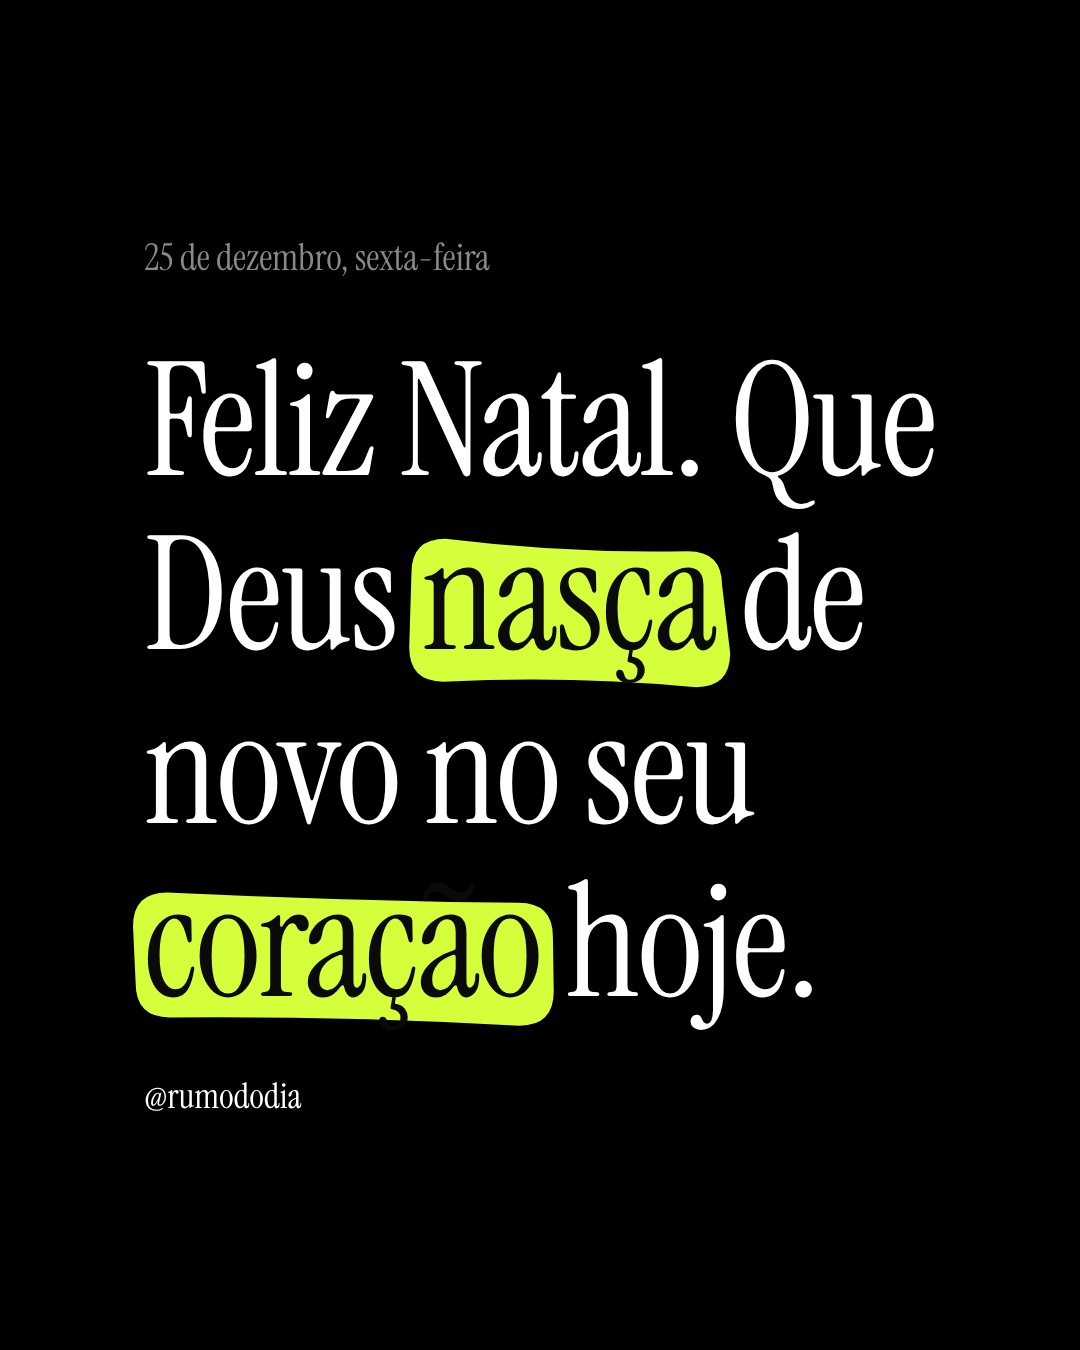 25 de dezembro, sexta-feira
Feliz Natal. Que
Deus nasça de
novo no seu
coração hoje.
@rumododia